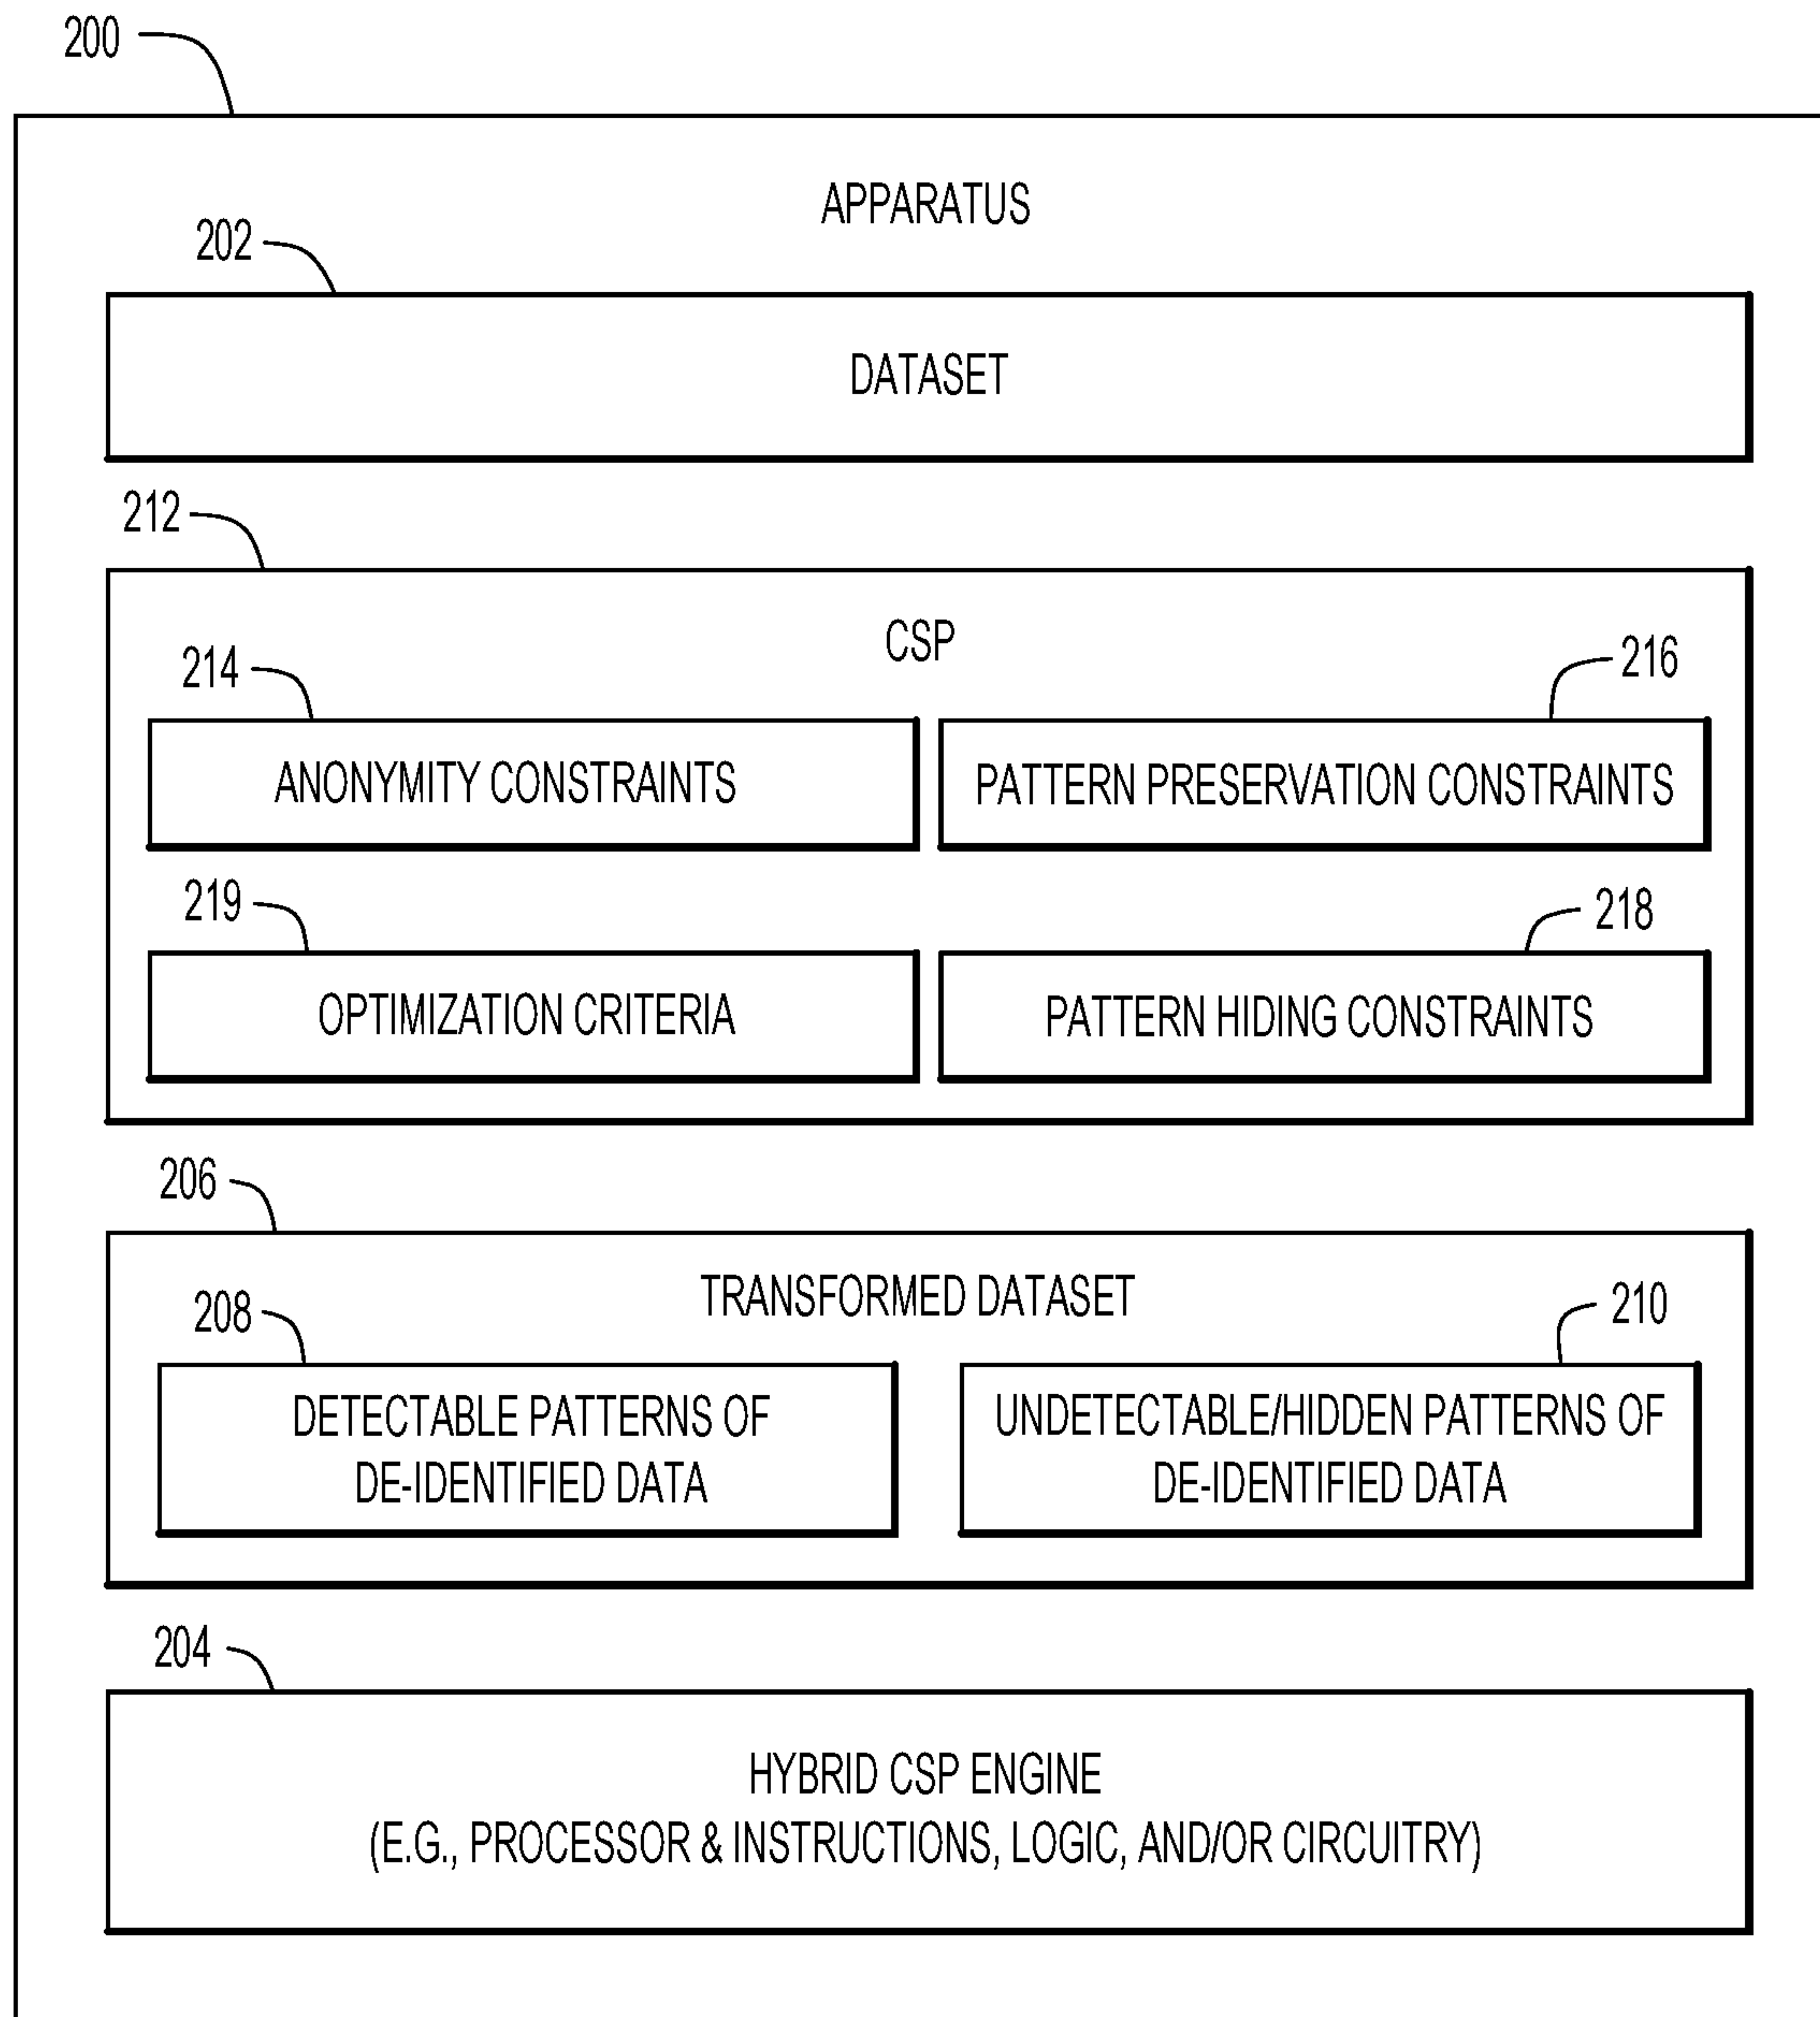 200
APPARATUS
202
DATASET
212
CSP
214
216
ANONYMITY CONSTRAINTS
PATTERN PRESERVATION CONSTRAINTS
219
218
OPTIMIZATION CRITERIA
PATTERN HIDING CONSTRAINTS
206
TRANSFORMED DATASET
208
210
DETECTABLE PATTERNS OF
DE-IDENTIFIED DATA
UNDETECTABLE/HIDDEN PATTERNS OF
DE-IDENTIFIED DATA
204
HYBRID CSP ENGINE
(E.G., PROCESSOR & INSTRUCTIONS, LOGIC, AND/OR CIRCUITRY)